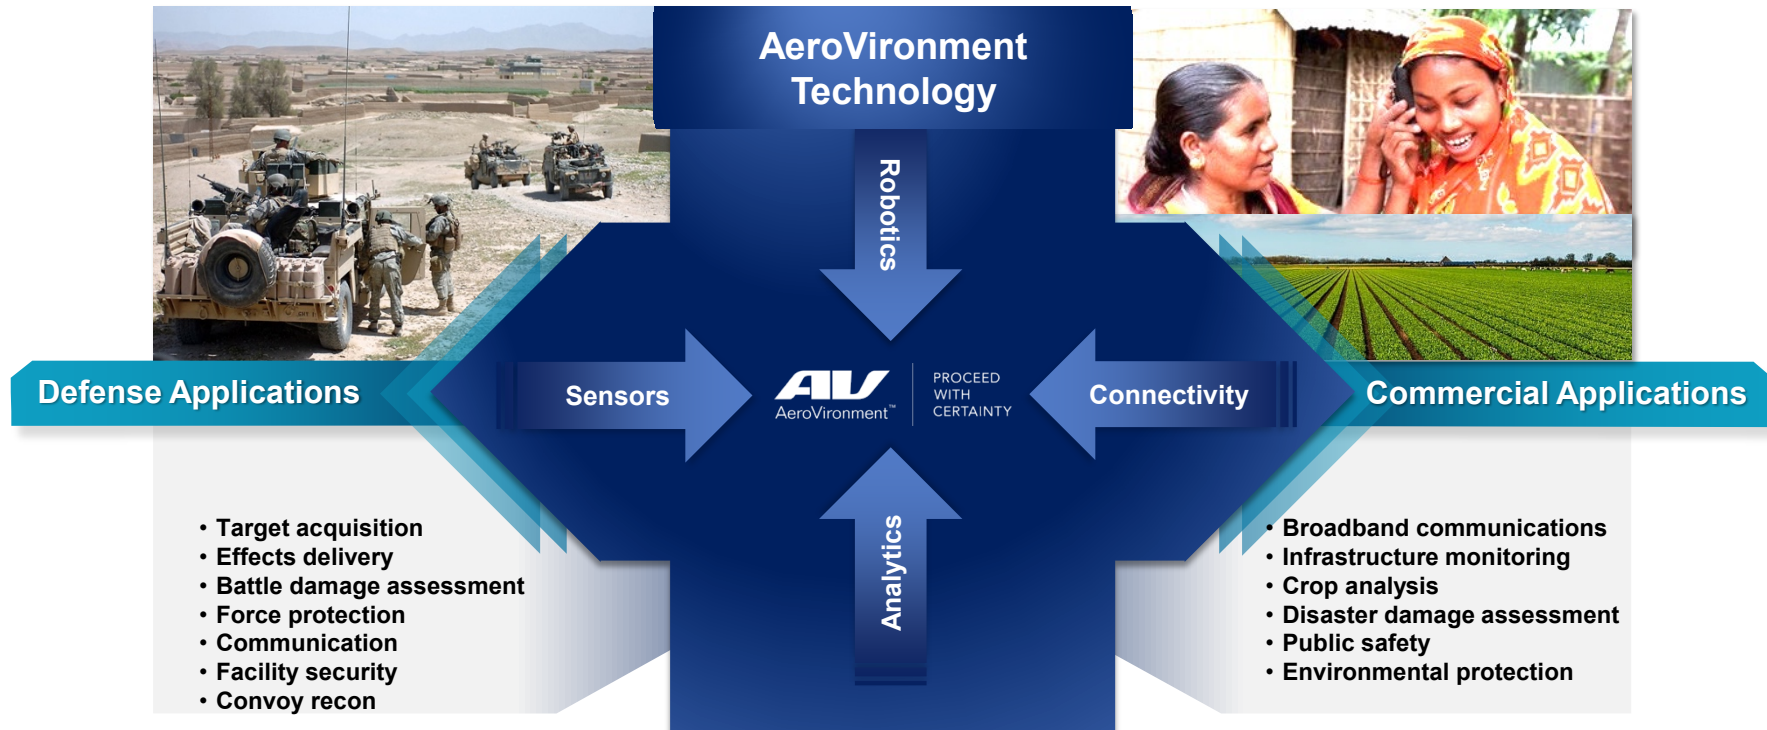 AeroVironment
Technology
Robotics
Defense Applications
Sensors
AV
AeroVironment™
PROCEED
WITH
CERTAINTY
Connectivity
Commercial Applications
Analytics
• Target acquisition
• Effects delivery
• Battle damage assessment
• Force protection
• Communication
• Facility security
• Convoy recon
• Broadband communications
• Infrastructure monitoring
• Crop analysis
• Disaster damage assessment
• Public safety
• Environmental protection